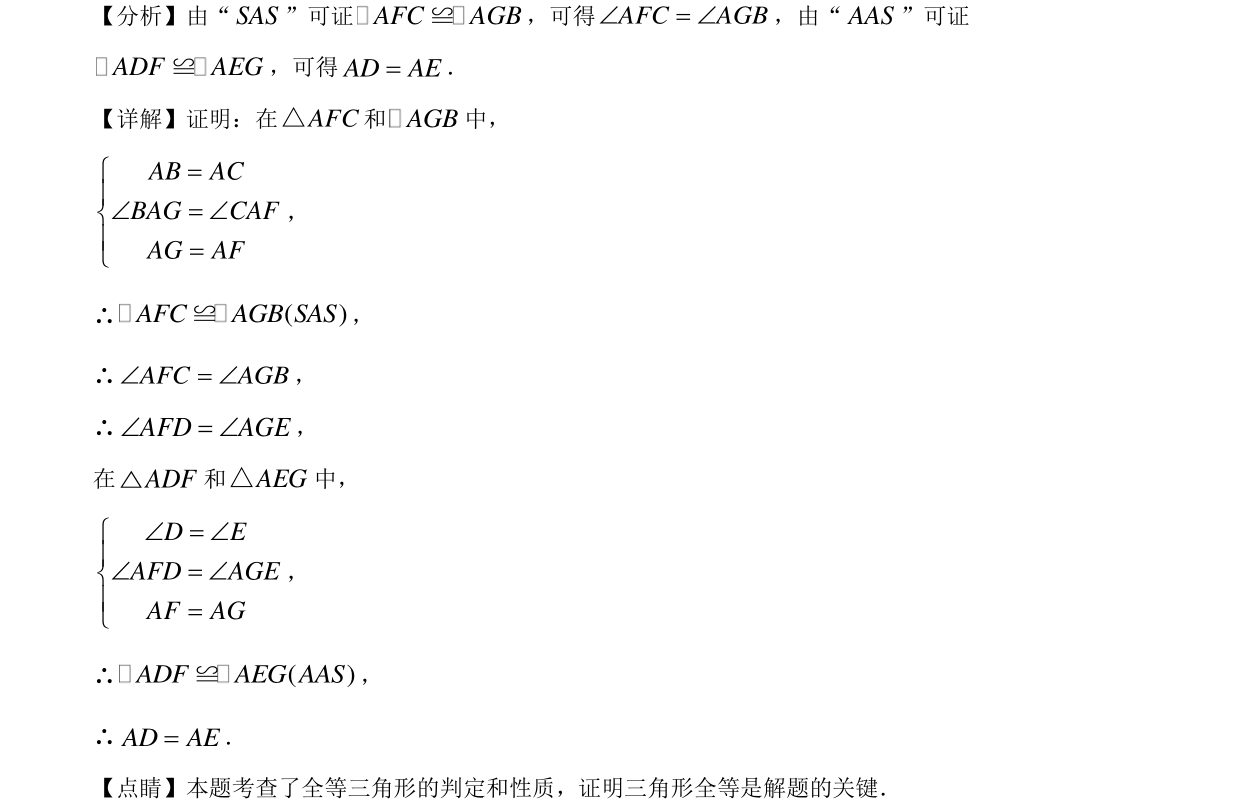 【分析】由“SAS”可证□AFC≌□AGB，可得∠AFC=∠AGB，由“AAS”可证
□ADF≌□AEG，可得AD=AE．
【详解】证明：在△AFC和□AGB中，
AB=AC
∠BAG=∠CAF，
AG=AF
∴□AFC≌□AGB(SAS)，
∴∠AFC=∠AGB，
∴∠AFD=∠AGE，
在△ADF和△AEG中，
∠D=∠E
∠AFD=∠AGE，
AF=AG
∴□ADF≌□AEG(AAS)，
∴AD=AE．
【点睛】本题考查了全等三角形的判定和性质，证明三角形全等是解题的关键．